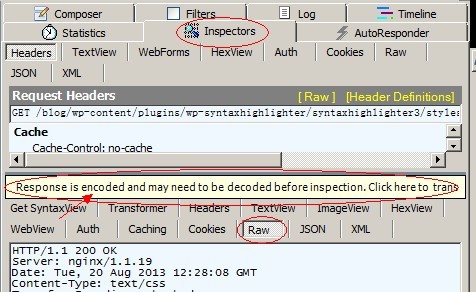 Composer Filters Log Timeline
Statistics Inspectors AutoResponder
Headers TextView WebForms HexView Auth Cookies Raw
JSON XML
Request Headers [ Raw ] [Header Definitions]
GET /blog/wp-content/plugins/wp-syntaxhighlighter/syntaxhighlighter3/styles
Cache
Cache-Control: no-cache
Response is encoded and may need to be decoded before inspection. Click here to trans
Get SyntaxView Transformer Headers TextView ImageView HexView
WebView Auth Caching Cookies Raw JSON XML
HTTP/1.1 200 OK
Server: nginx/1.1.19
Date: Tue, 20 Aug 2013 12:28:08 GMT
Content-Type: text/css